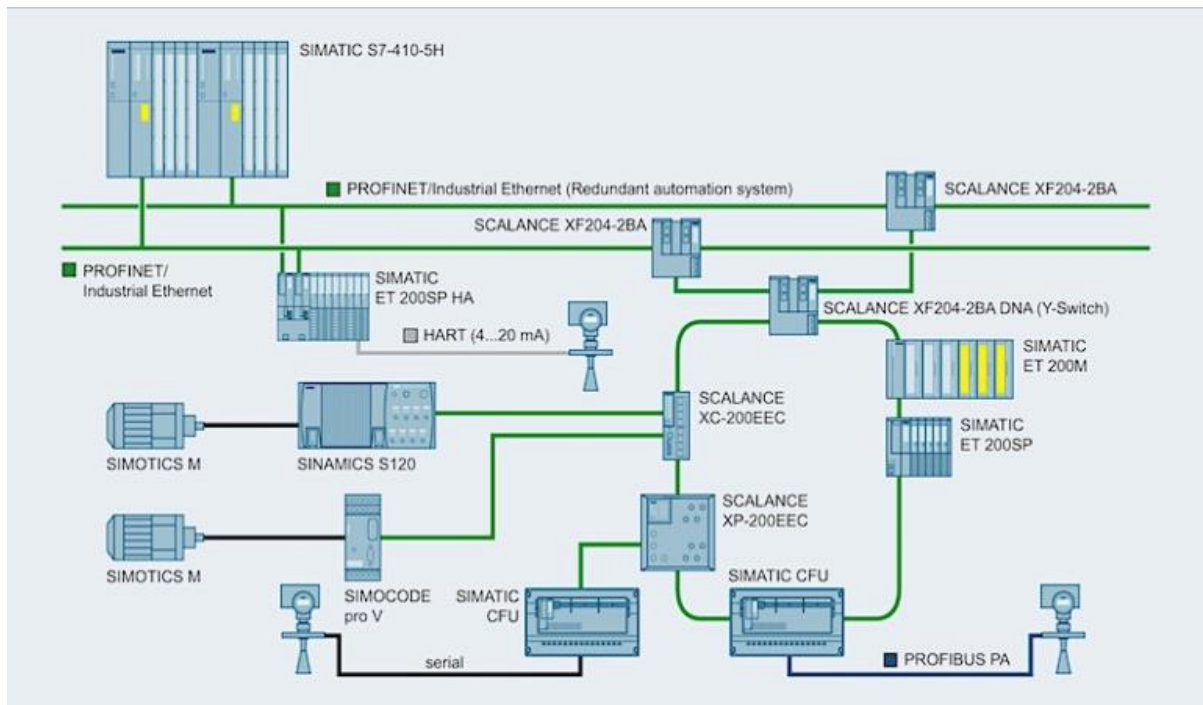 SIMATIC S7-410-5H
PROFINET/Industrial Ethernet (Redundant automation system)
SCALANCE XF204-2BA
SCALANCE XF204-2BA
PROFINET/
Industrial Ethernet
SIMATIC
ET 200SP HA
SCALANCE XF204-2BA DNA (Y-Switch)
HART (4...20 mA)
SIMATIC
ET 200M
SCALANCE
XC-200EEC
SIMATIC
ET 200SP
SIMOTICS M
SINAMICS S120
SCALANCE
XP-200EEC
SIMOTICS M
SIMOCODE
pro V
SIMATIC
CFU
SIMATIC CFU
serial
PROFIBUS PA